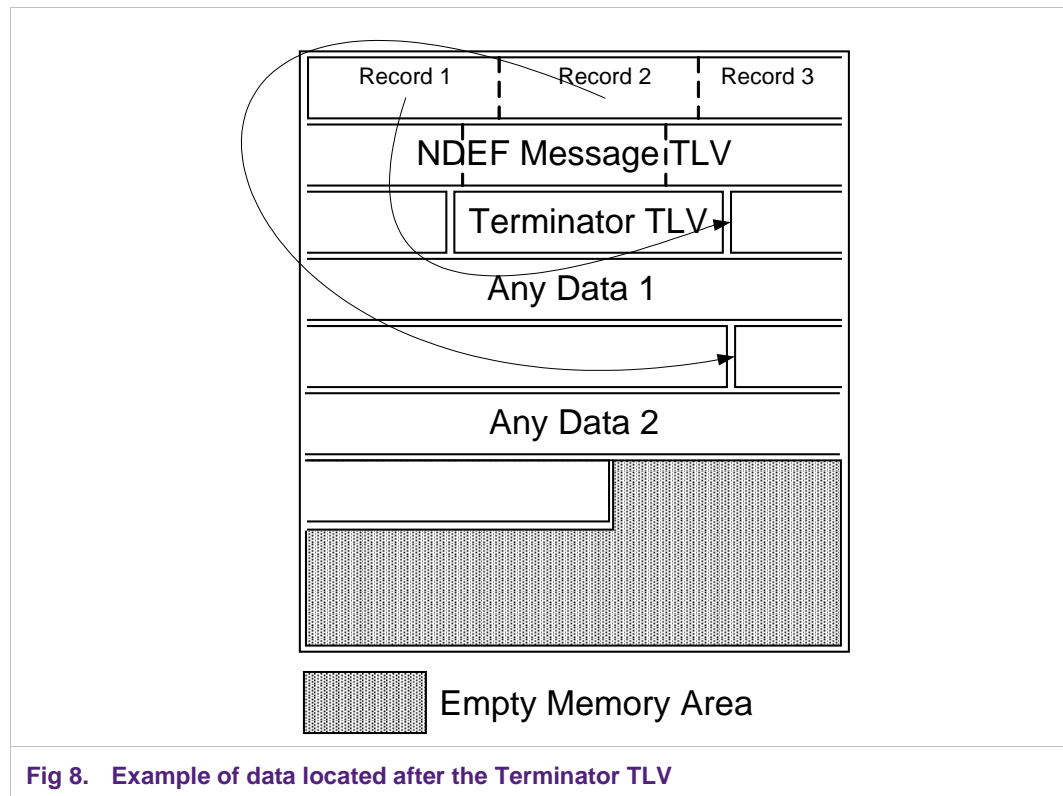 Record 1 Record 2 Record 3
NDEF Message TLV
Terminator TLV
Any Data 1
Any Data 2
Empty Memory Area
Fig 8. Example of data located after the Terminator TLV